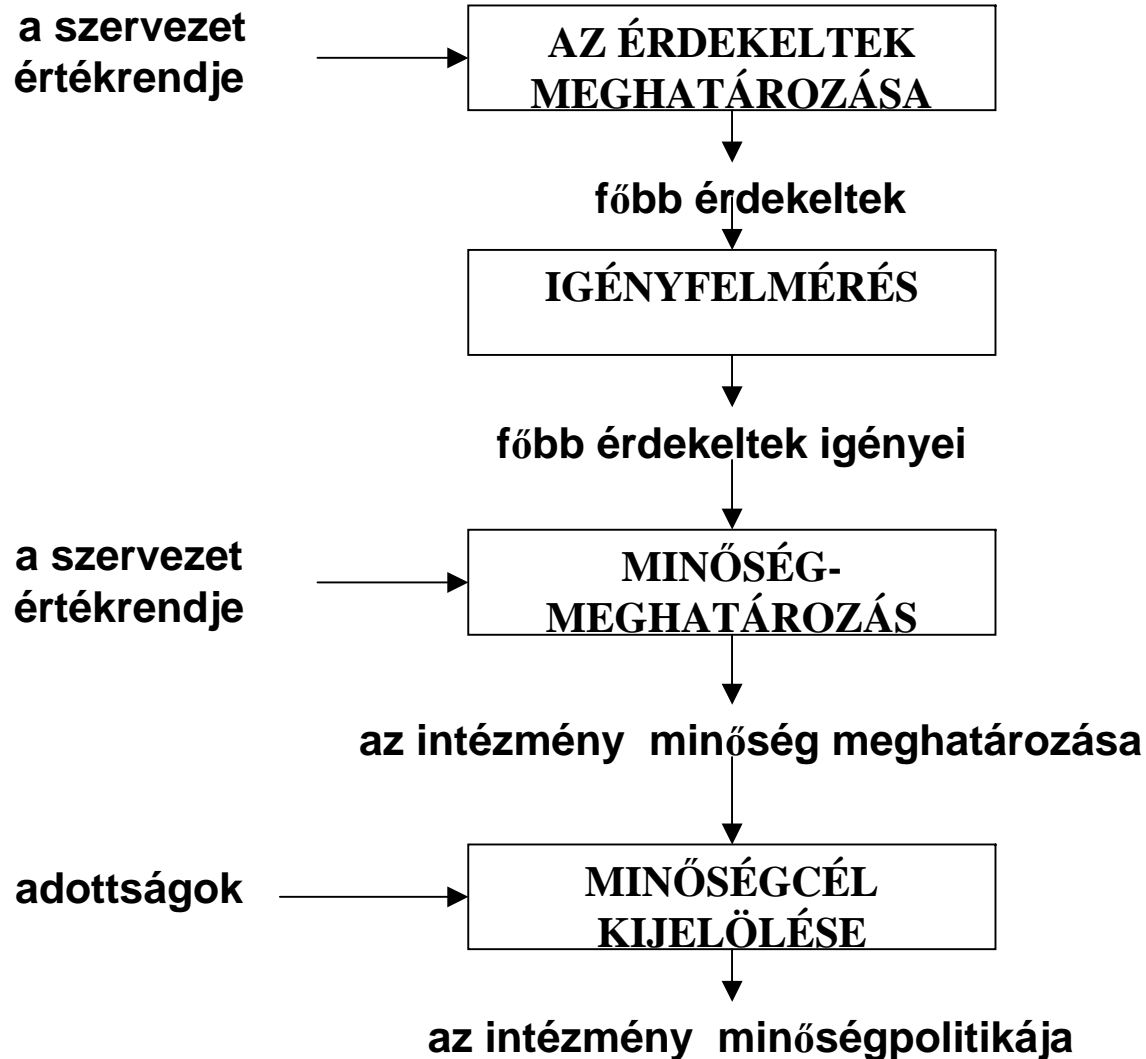 a szervezet
értékrendje
AZ ÉRDEKELTEK
MEGHATÁROZÁSA
főbb érdekeltek
IGÉNYFELMÉRÉS
főbb érdekeltek igényei
a szervezet
értékrendje
MINŐSÉG-
MEGHATÁROZÁS
az intézmény minőség meghatározása
adottságok
MINŐSÉGCÉL
KIJELÖLÉSE
az intézmény minőségpolitikája